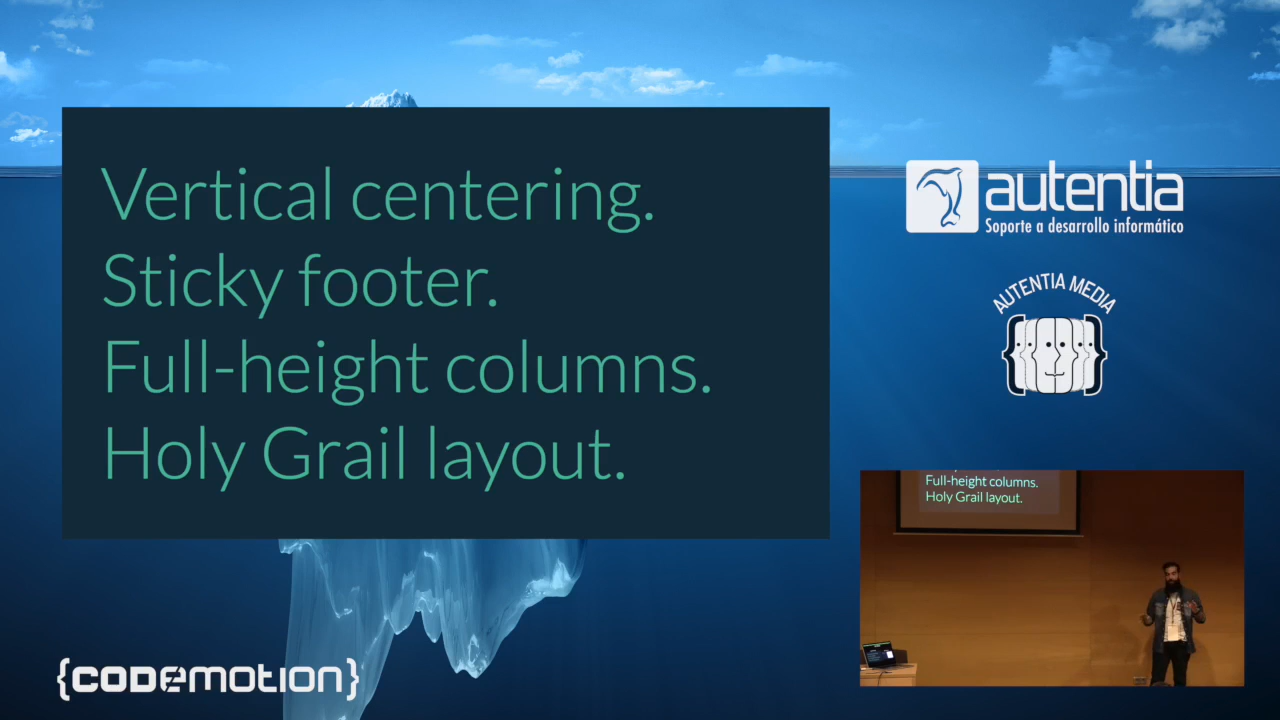 Vertical centering.
Sticky footer.
Full-height columns.
Holy Grail layout.
autentia
Soporte a desarrollo informático
AUTENTIA MEDIA
Full-height columns.
Holy Grail layout.
{CODEMOTION}